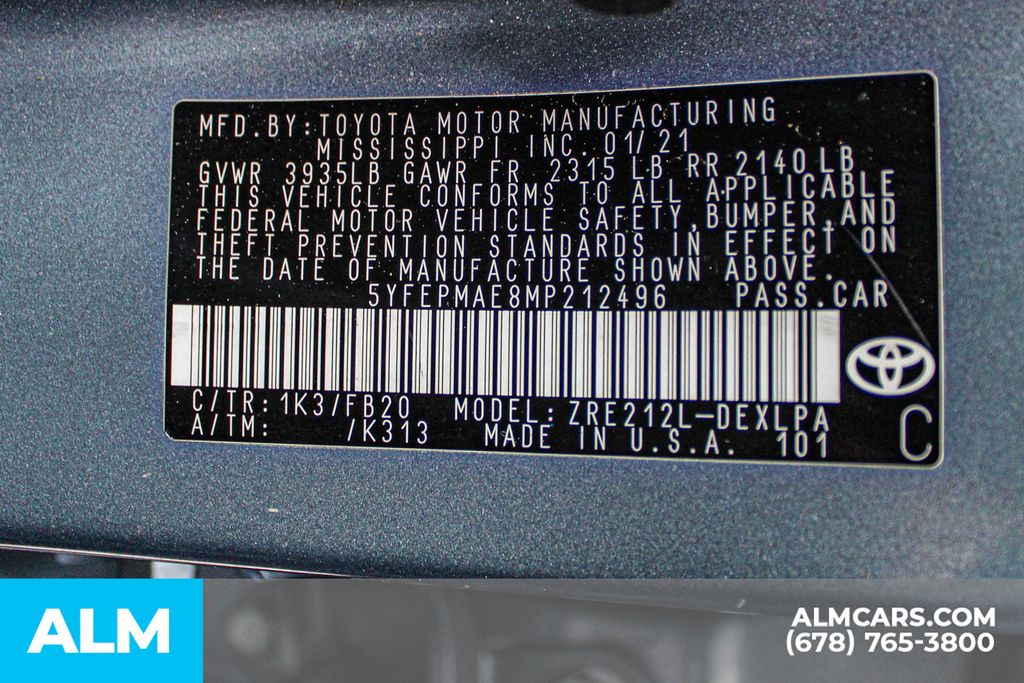 MFD.BY:TOYOTA MOTOR MANUFACTURING
MISSISSIPPI INC. 01/21
GVWR 3935LB GAWR FR 2315 LB RR 2140 LB
THIS VEHICLE CONFORMS TO ALL APPLICABLE
FEDERAL MOTOR VEHICLE SAFETY,BUMPER,AND
THEFT PREVENTION STANDARDS IN EFFECT ON
THE DATE OF MANUFACTURE SHOWN ABOVE.
5YFEPMAE8MP212496 PASS.CAR
C/TR: 1K3/FB20 MODEL: ZRE212L-DEXLPA
A/TM: /K313 MADE IN U.S.A. 101
C
ALM
ALMCARS.COM
(678) 765-3800